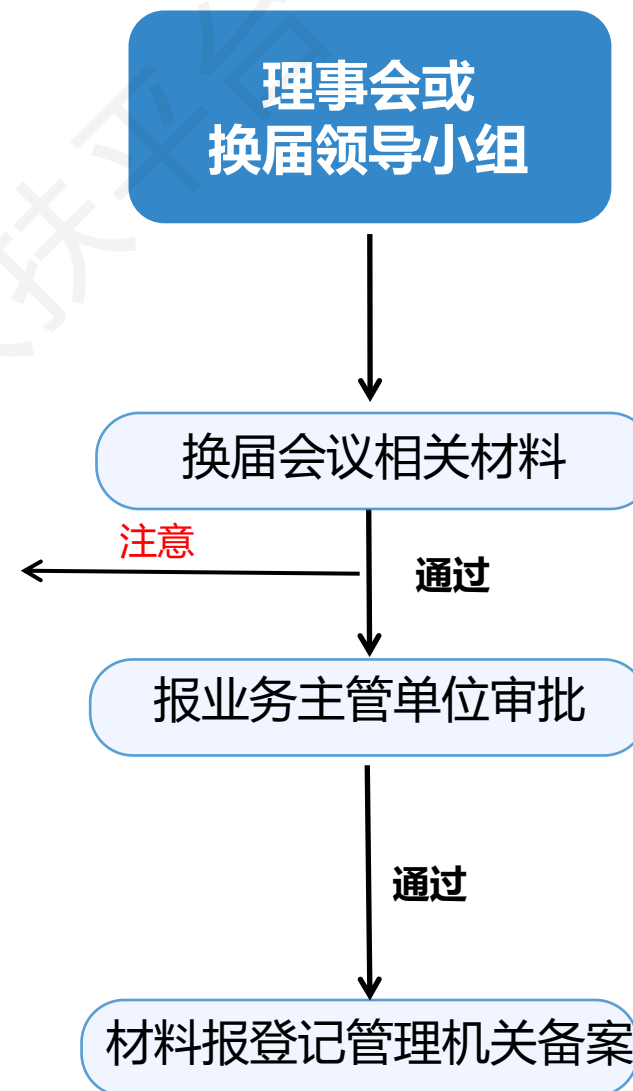 理事会或
换届领导小组
换届会议相关材料
注意
通过
报业务主管单位审批
通过
材料报登记管理机关备案